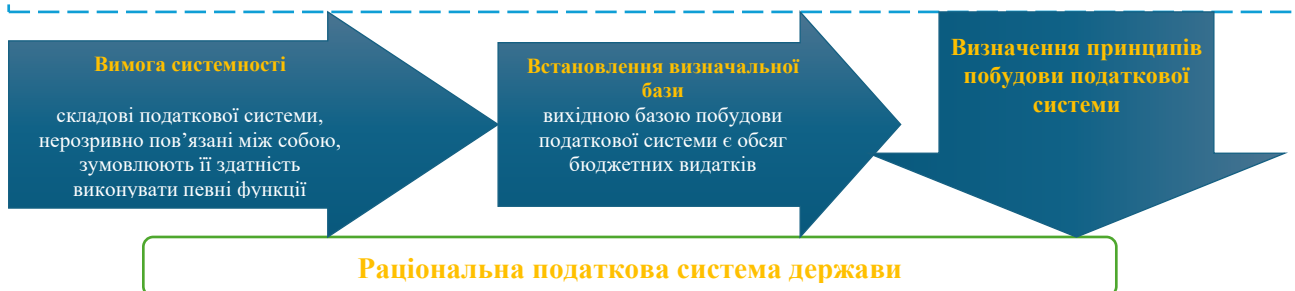 Вимога системності
складові податкової системи,
нерозривно пов’язані між собою,
зумовлюють її здатність
виконувати певні функції
Встановлення визначальної
бази
вихідною базою побудови
податкової системи є обсяг
бюджетних видатків
Визначення принципів
побудови податкової
системи
Раціональна податкова система держави